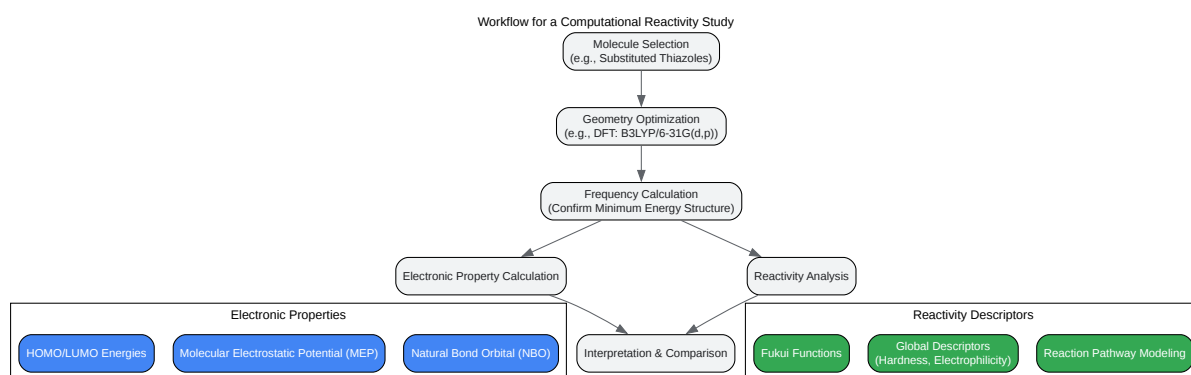 Workflow for a Computational Reactivity Study
Molecule Selection
(e.g., Substituted Thiazoles)
Geometry Optimization
(e.g., DFT: B3LYP/6-31G(d,p))
Frequency Calculation
(Confirm Minimum Energy Structure)
Electronic Property Calculation
Reactivity Analysis
Electronic Properties
HOMO/LUMO Energies
Molecular Electrostatic Potential (MEP)
Natural Bond Orbital (NBO)
Interpretation & Comparison
Reactivity Descriptors
Fukui Functions
Global Descriptors
(Hardness, Electrophilicity)
Reaction Pathway Modeling